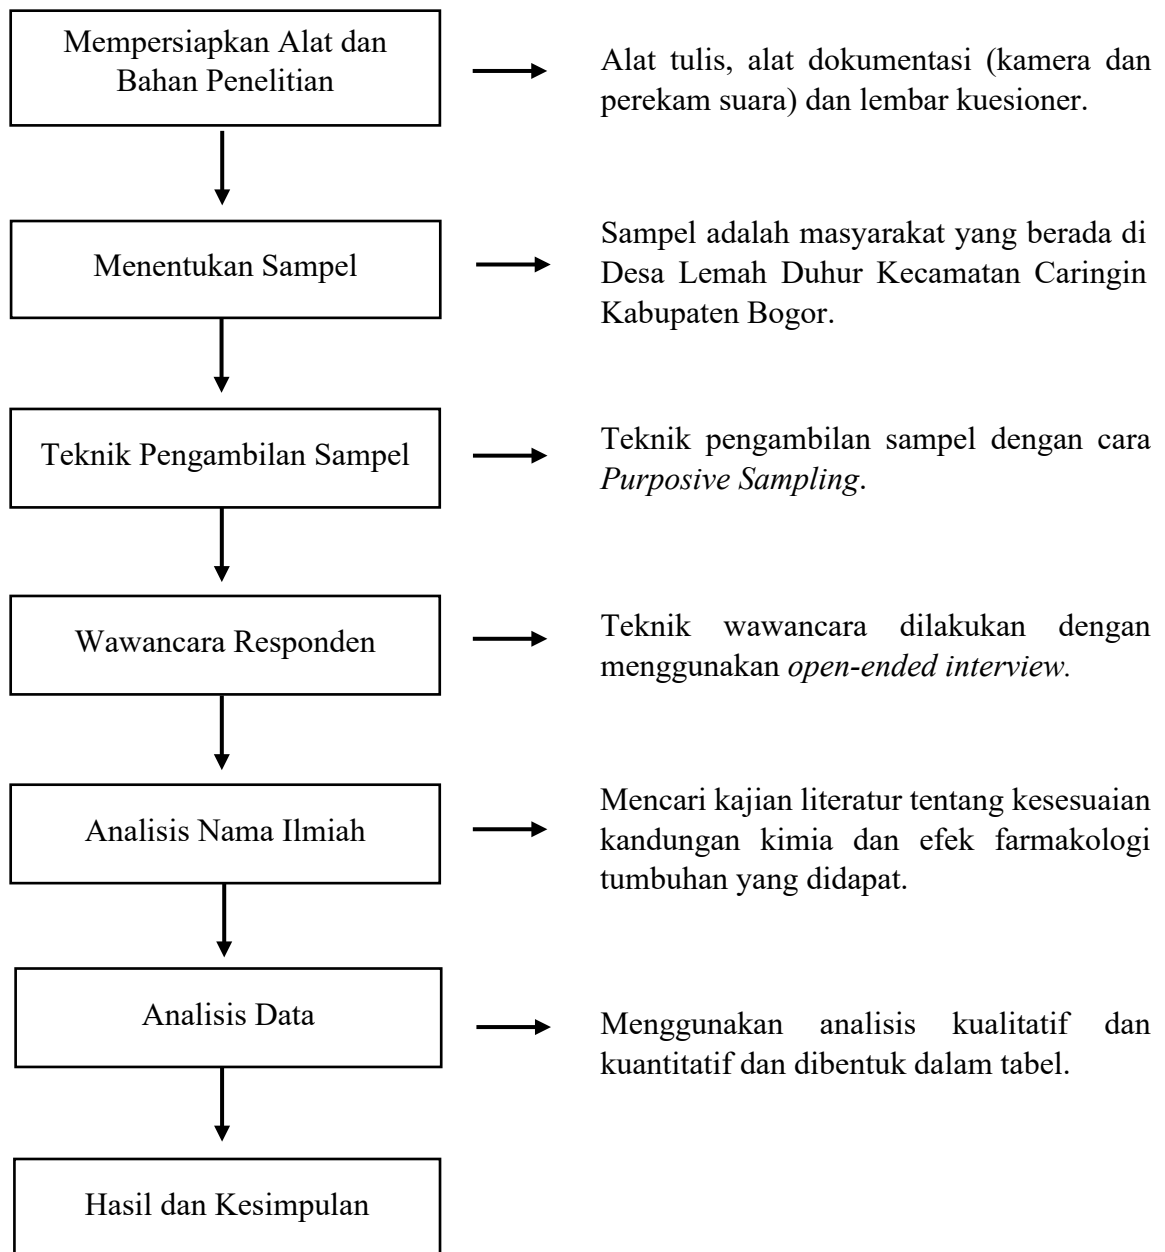 Mempersiapkan Alat dan
Bahan Penelitian
Alat tulis, alat dokumentasi (kamera dan
perekam suara) dan lembar kuesioner.
Menentukan Sampel
Sampel adalah masyarakat yang berada di
Desa Lemah Duhur Kecamatan Caringin
Kabupaten Bogor.
Teknik Pengambilan Sampel
Teknik pengambilan sampel dengan cara
Purposive Sampling.
Wawancara Responden
Teknik wawancara dilakukan dengan
menggunakan open-ended interview.
Analisis Nama Ilmiah
Mencari kajian literatur tentang kesesuaian
kandungan kimia dan efek farmakologi
tumbuhan yang didapat.
Analisis Data
Menggunakan analisis kualitatif dan
kuantitatif dan dibentuk dalam tabel.
Hasil dan Kesimpulan